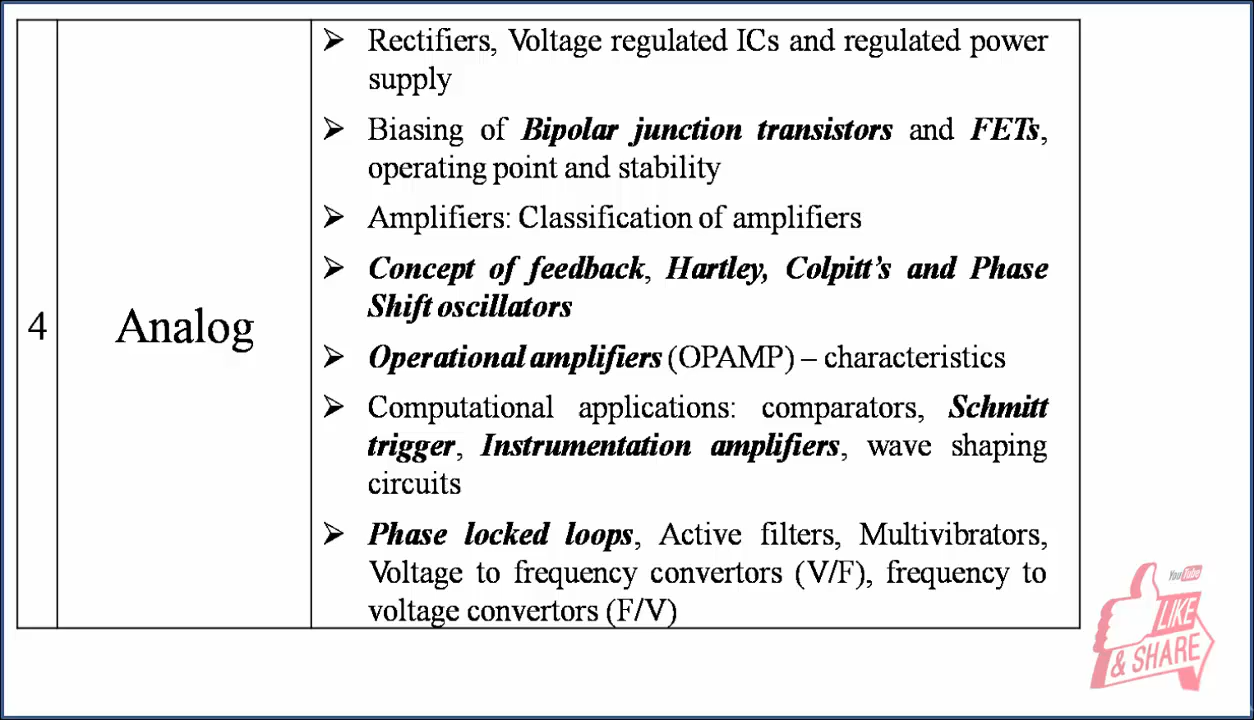 4
Analog
➢ Rectifiers, Voltage regulated ICs and regulated power
supply
➢ Biasing of Bipolar junction transistors and FETs,
operating point and stability
➢ Amplifiers: Classification of amplifiers
➢ Concept of feedback, Hartley, Colpitt’s and Phase
Shift oscillators
➢ Operational amplifiers (OPAMP) – characteristics
➢ Computational applications: comparators, Schmitt
trigger, Instrumentation amplifiers, wave shaping
circuits
➢ Phase locked loops, Active filters, Multivibrators,
Voltage to frequency convertors (V/F), frequency to
voltage convertors (F/V)
YouTube
LIKE
& SHARE